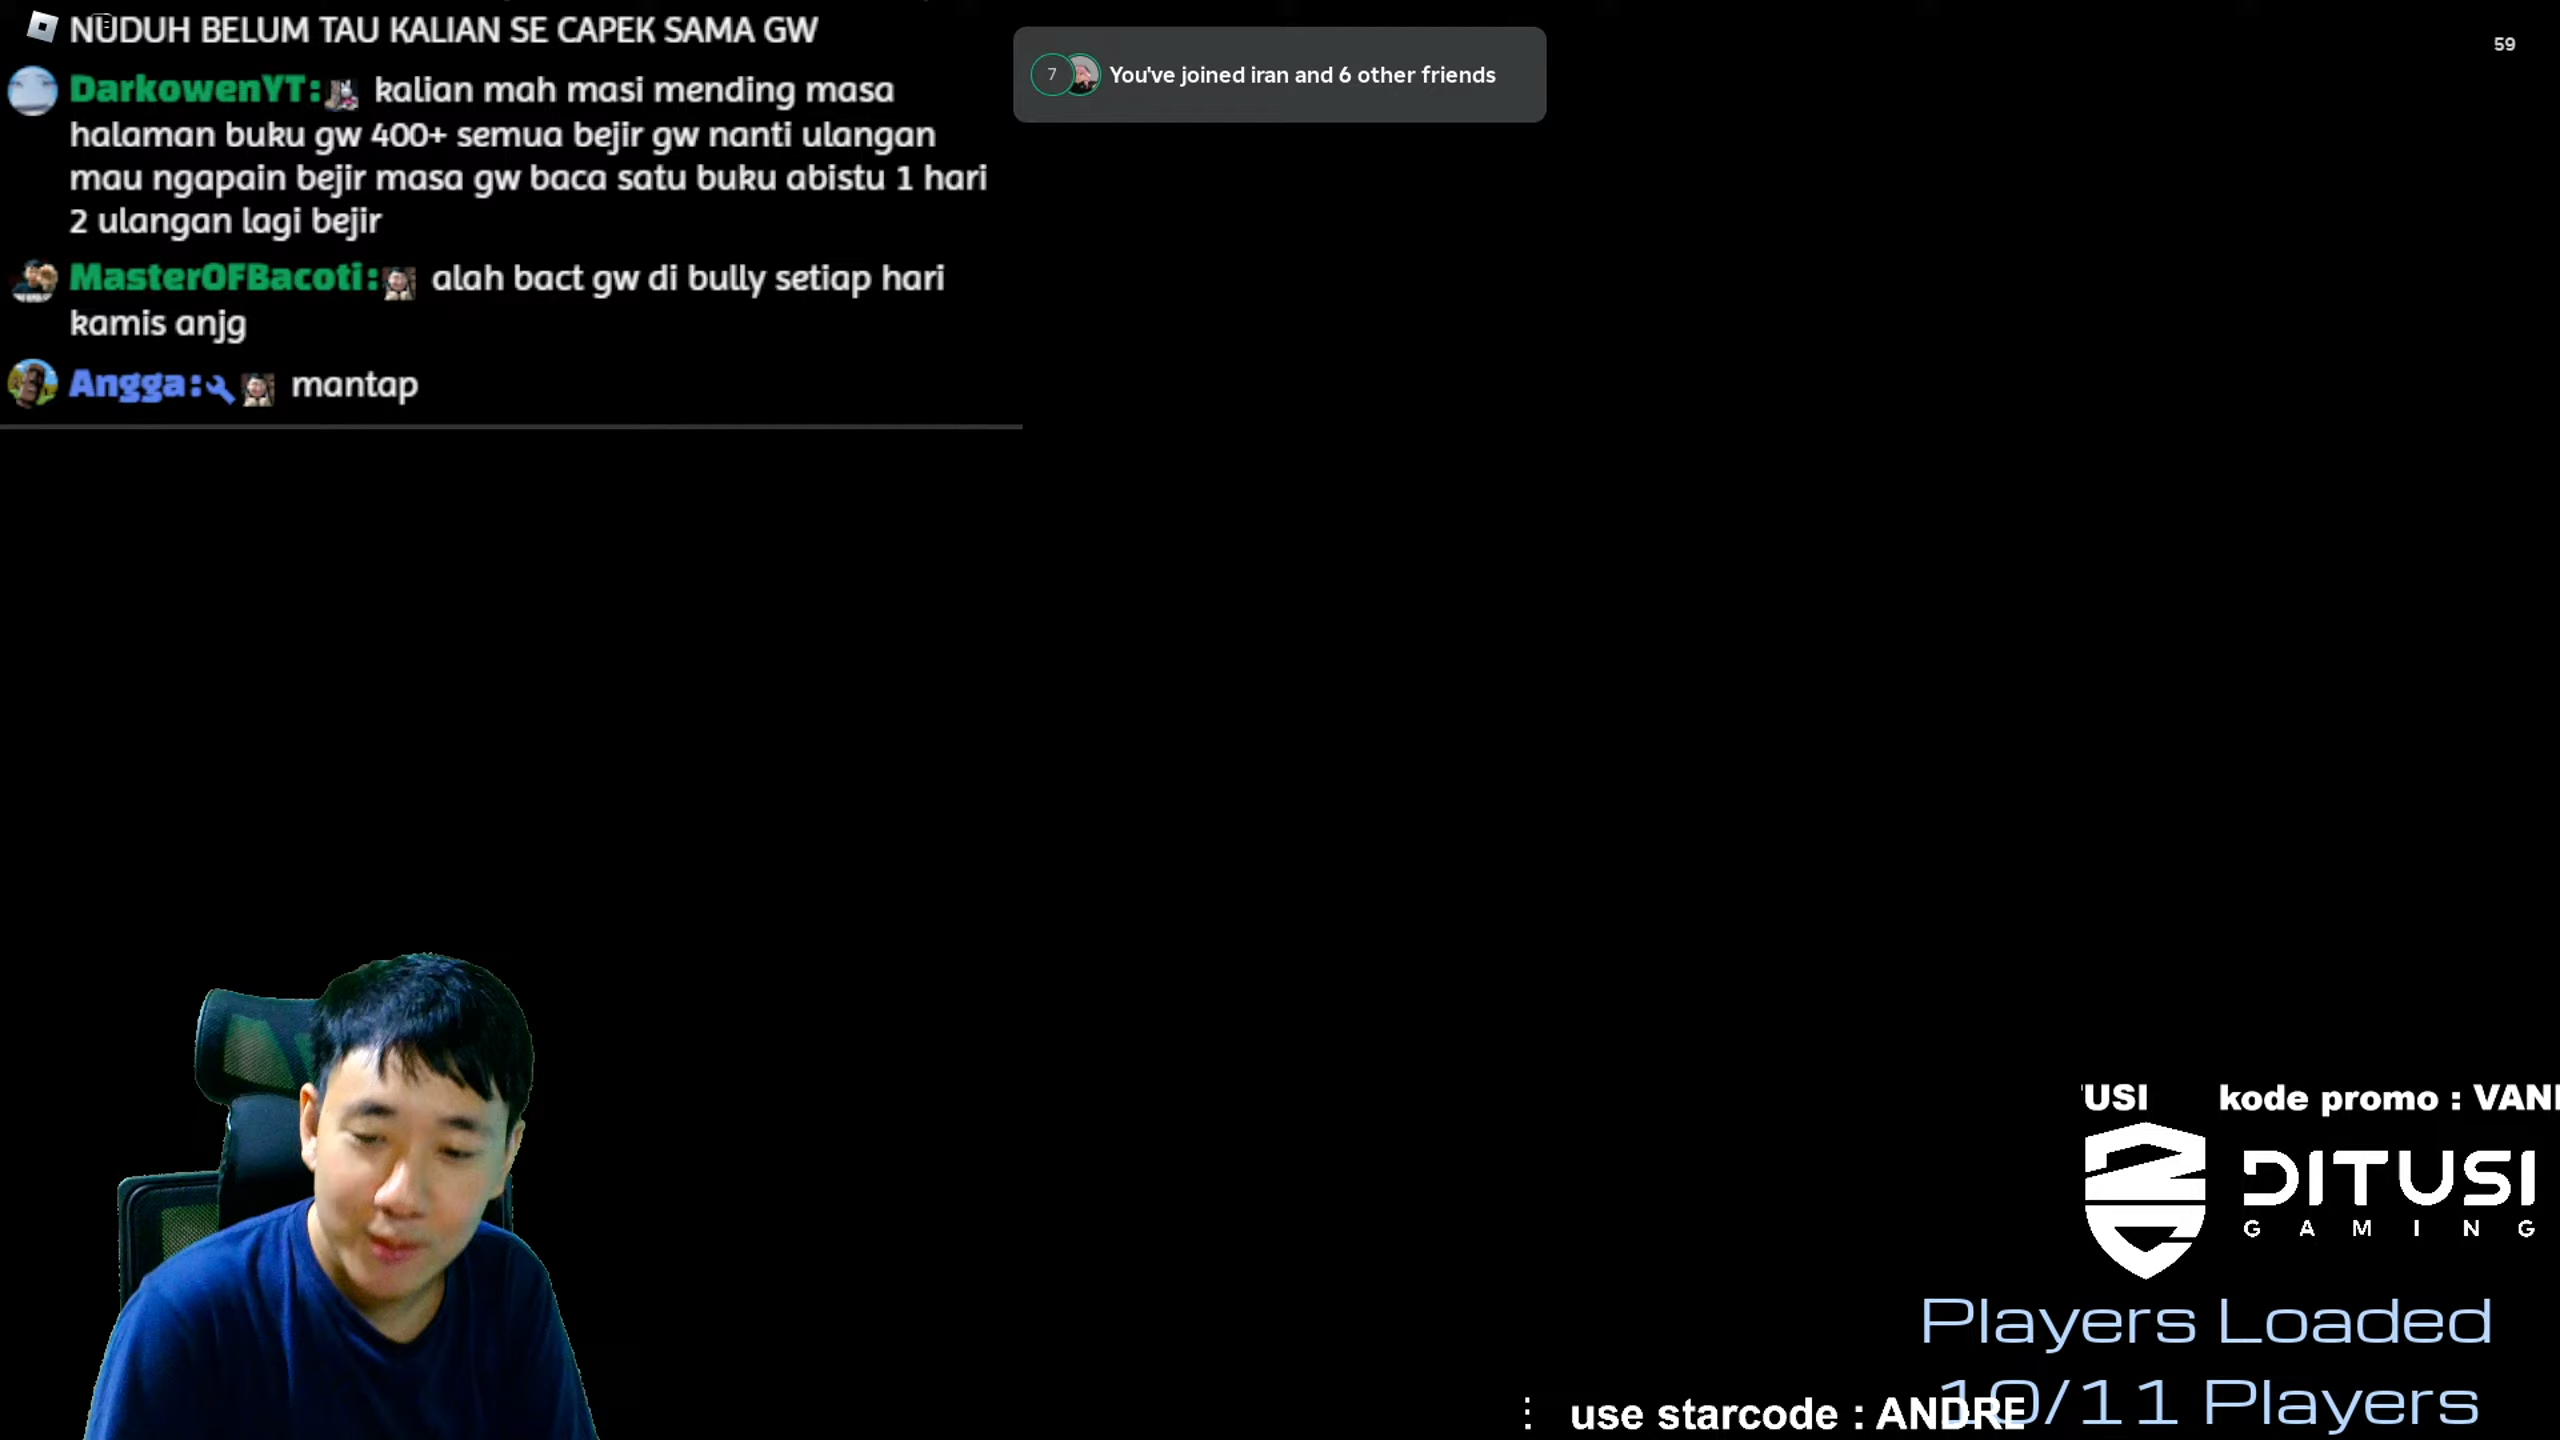 NUDUH BELUM TAU KALIAN SE CAPEK SAMA GW
DarkowenYT: kalian mah masi mending masa
halaman buku gw 400+ semua bejir gw nanti ulangan
mau ngapain bejir masa gw baca satu buku abistu 1 hari
2 ulangan lagi bejir
MasterOFBacoti: alah bact gw di bully setiap hari
kamis anjg
Angga: mantap
7 You've joined iran and 6 other friends
59
TUSI kode promo :
DITUSI
GAMING
Players Loaded
10/11 Players
use starcode : ANDRE